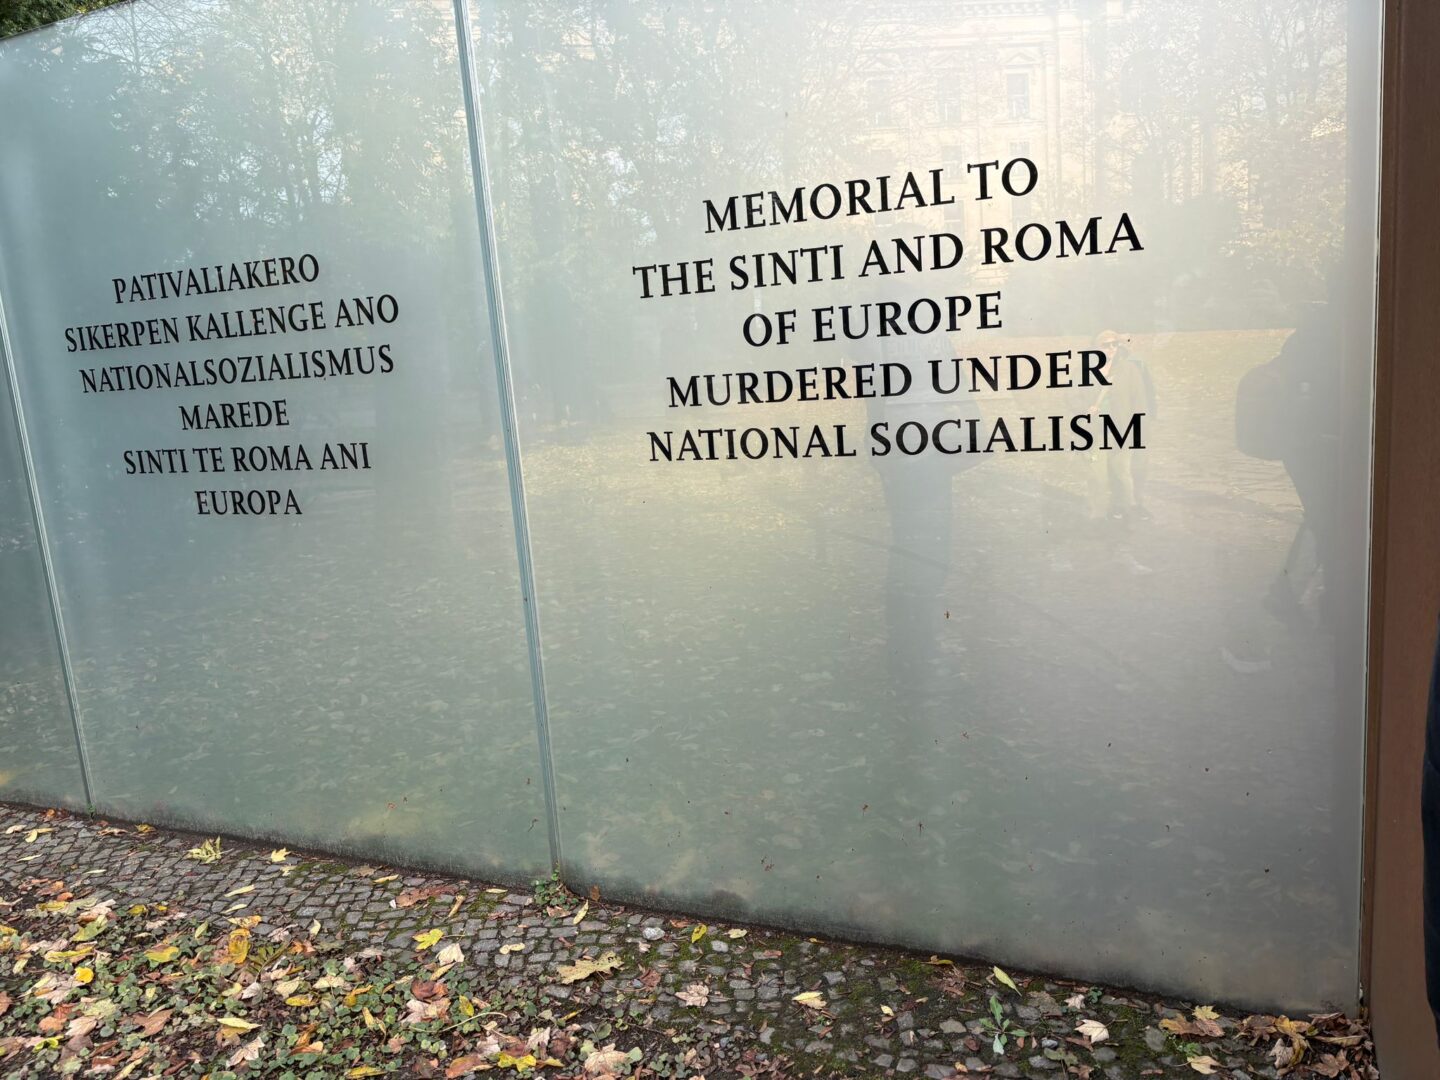 PATIVALIAKERO
SIKERPEN KALLENGE ANO
NATIONALSOZIALISMUS
MAREDE
SINTI TE ROMA ANI
EUROPA
MEMORIAL TO
THE SINTI AND ROMA
OF EUROPE
MURDERED UNDER
NATIONAL SOCIALISM